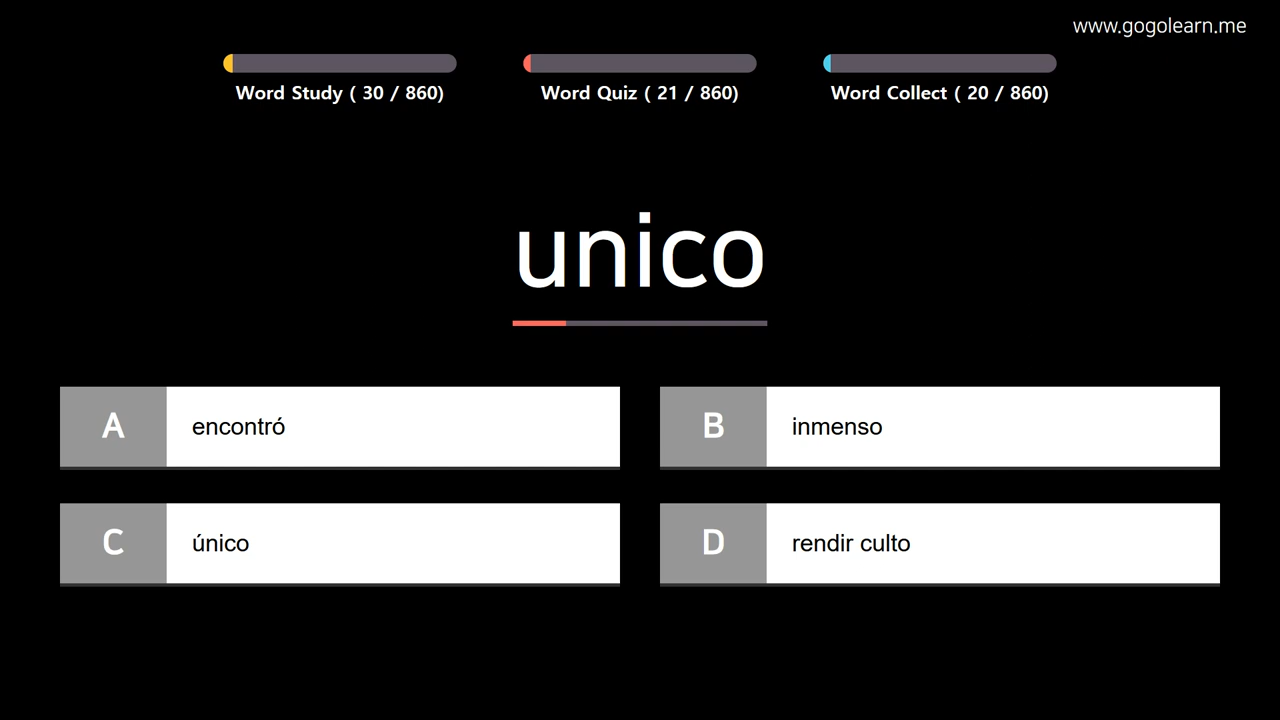 www.gogolearn.me
Word Study ( 30 / 860)
Word Quiz ( 21 / 860)
Word Collect ( 20 / 860)
unico
A encontró
B inmenso
C único
D rendir culto